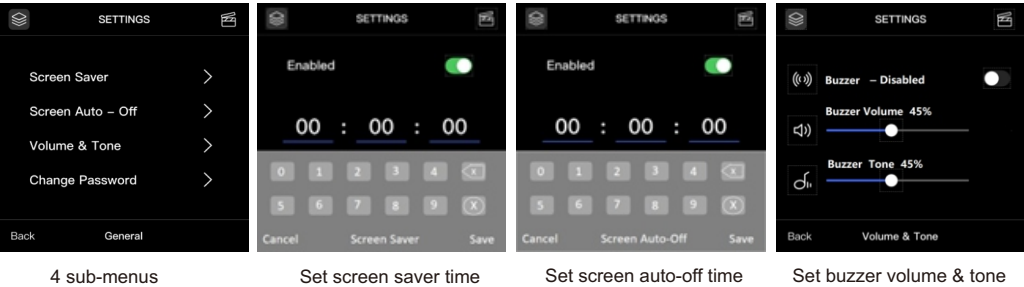 SETTINGS
Screen Saver
Screen Auto – Off
Volume & Tone
Change Password
Back General
4 sub-menus
SETTINGS
Enabled
00 : 00 : 00
0 1 2 3 4 X
5 6 7 8 9 X
Cancel Screen Saver Save
Set screen saver time
SETTINGS
Enabled
00 : 00 : 00
0 1 2 3 4 X
5 6 7 8 9 X
Cancel Screen Auto-Off Save
Set screen auto-off time
SETTINGS
Buzzer – Disabled
Buzzer Volume 45%
Buzzer Tone 45%
Back Volume & Tone
Set buzzer volume & tone